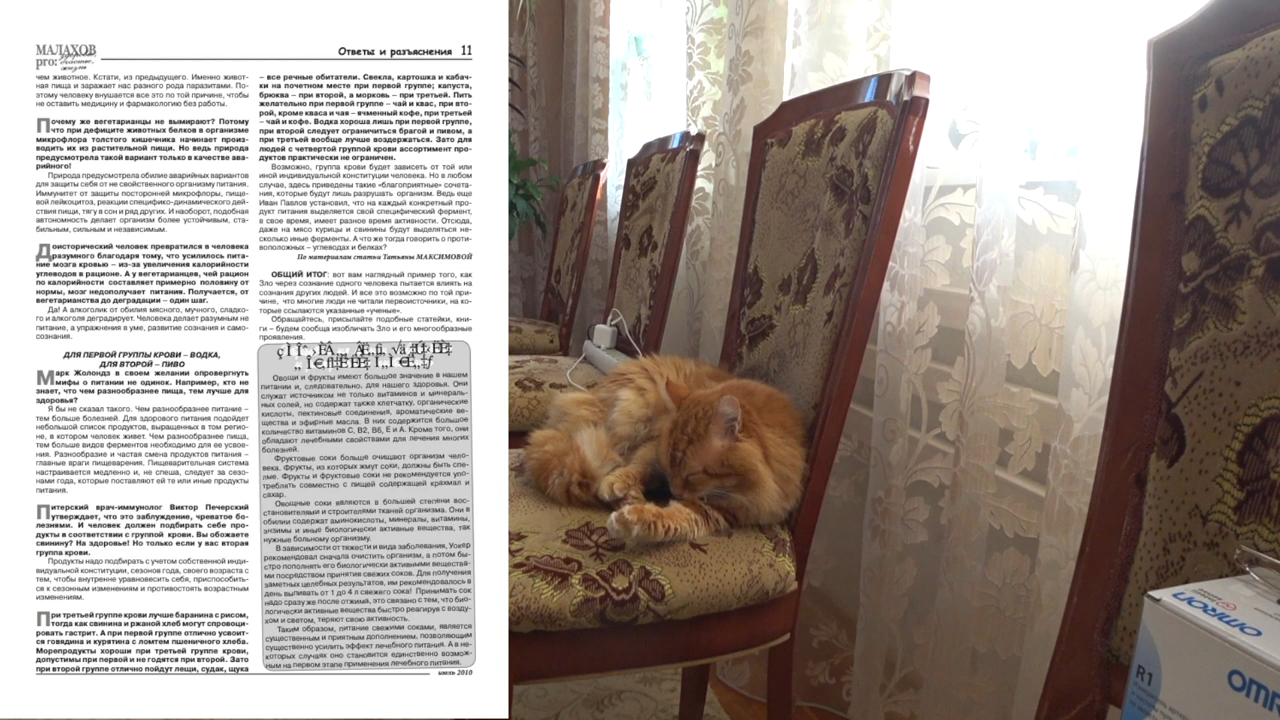 МАЛАХОВ
pro: здоровье,
жизнь
Ответы и разъяснения 11
чем животное. Кстати, из предыдущего. Именно живот-
ная пища и заражает нас разного рода паразитами. По-
этому человеку внушается все это по той причине, чтобы
не оставить медицину и фармакологию без работы.
Почему же вегетарианцы не вымирают? Потому
что при дефиците животных белков в организме
микрофлора толстого кишечника начинает произ-
водить их из растительной пищи. Но ведь природа
предусмотрела такой вариант только в качестве ава-
рийного!
Природа предусмотрела обилие аварийных вариантов
для защиты себя от не свойственного организму питания.
Иммунитет от защиты посторонней микрофлоры, пище-
вой лейкоцитоз, реакции специфико-динамического дей-
ствия пищи, тягу в сон и ряд других. И наоборот, подобная
автономность делает организм более устойчивым, ста-
бильным, сильным и независимым.
Доисторический человек превратился в человека
разумного благодаря тому, что усилилось пита-
ние мозга кровью – из-за увеличения калорийности
углеводов в рационе. А у вегетарианцев, чей рацион
по калорийности составляет примерно половину от
нормы, мозг недополучает питания. Получается, от
вегетарианства до деградации – один шаг.
Да! А алкоголик от обилия мясного, мучного, сладко-
го и алкоголя деградирует. Человека делает разумным не
питание, а упражнения в уме, развитие сознания и само-
сознания.
ДЛЯ ПЕРВОЙ ГРУППЫ КРОВИ – ВОДКА,
ДЛЯ ВТОРОЙ – ПИВО
Марк Жолондз в своем желании опровергнуть
мифы о питании не одинок. Например, кто не
знает, что чем разнообразнее пища, тем лучше для
здоровья?
Я бы не сказал такого. Чем разнообразнее питание –
тем больше болезней. Для здорового питания подойдет
небольшой список продуктов, выращенных в том регио-
не, в котором человек живет. Чем разнообразнее пища,
тем больше видов ферментов необходимо для ее усвое-
ния. Разнообразие и частая смена продуктов питания –
главные враги пищеварения. Пищеварительная система
настраивается медленно и, не спеша, следует за сезо-
нами года, которые поставляют ей те или иные продукты
питания.
Питерский врач-иммунолог Виктор Печерский
утверждает, что это заблуждение, чреватое бо-
лезнями. И человек должен подбирать себе про-
дукты в соответствии с группой крови. Вы обожаете
свинину? На здоровье! Но только если у вас вторая
группа крови.
Продукты надо подбирать с учетом собственной инди-
видуальной конституции, сезонов года, своего возраста с
тем, чтобы внутренне уравновесить себя, приспособить-
ся к сезонным изменениям и противостоять возрастным
изменениям.
При третьей группе крови лучше баранина с рисом,
тогда как свинина и ржаной хлеб могут спровоци-
ровать гастрит. А при первой группе отлично усвоит-
ся говядина и курятина с ломтем пшеничного хлеба.
Морепродукты хороши при третьей группе крови,
допустимы при первой и не годятся при второй. Зато
при второй группе отлично пойдут лещи, судак, щука
– все речные обитатели. Свекла, картошка и кабач-
ки на почетном месте при первой группе; капуста,
брюква – при второй, а морковь – при третьей. Пить
желательно при первой группе – чай и квас, при вто-
рой, кроме кваса и чая – ячменный кофе, при третьей
– чай и кофе. Водка хороша лишь при первой группе,
при второй следует ограничиться брагой и пивом, а
при третьей вообще лучше воздержаться. Зато для
людей с четвертой группой крови ассортимент про-
дуктов практически не ограничен.
Возможно, группа крови будет зависеть от той или
иной индивидуальной конституции человека. Но в любом
случае, здесь приведены такие «благоприятные» сочета-
ния, которые будут лишь разрушать организм. Ведь еще
Иван Павлов установил, что на каждый конкретный про-
дукт питания выделяется свой специфический фермент,
в свое время, имеет разное время активности. Отсюда,
даже на мясо курицы и свинины будут выделяться не-
сколько иные ферменты. А что же тогда говорить о проти-
воположных – углеводах и белках?
По материалам статьи Татьяны МАКСИМОВОЙ
ОБЩИЙ ИТОГ: вот вам наглядный пример того, как
Зло через сознание одного человека пытается влиять на
сознания других людей. И все это возможно по той при-
чине, что многие люди не читали первоисточники, на ко-
торые ссылаются указанные «ученые».
Обращайтесь, присылайте подобные статейки, кни-
ги – будем сообща изобличать Зло и его многообразные
проявления.
Овощи и фрукты имеют большое значение в нашем
питании и, следовательно, для нашего здоровья. Они
служат источником не только витаминов и минераль-
ных солей, но содержат также клетчатку, органические
кислоты, пектиновые соединения, ароматические ве-
щества и эфирные масла. В них содержится большое
количество витаминов С, В2, В6, Е и А. Кроме того, они
обладают лечебными свойствами для лечения многих
болезней.
Фруктовые соки больше очищают организм чело-
века. Фрукты, из которых жмут соки, должны быть спе-
лые. Фрукты и фруктовые соки не рекомендуется упо-
треблять совместно с пищей содержащей крахмал и
сахар.
Овощные соки являются в большей степени вос-
становителями и строителями тканей организма. Они в
обилии содержат аминокислоты, минералы, витамины,
энзимы и иные биологически активные вещества, так
нужные больному организму.
В зависимости от тяжести и вида заболевания, Уокер
рекомендовал сначала очистить организм, а потом бы-
стро пополнять его биологически активными вещества-
ми посредством принятия свежих соков. Для получения
заметных целебных результатов, им рекомендовалось в
день выпивать от 1 до 4 л свежего сока! Принимать сок
надо сразу же после отжима, это связано с тем, что био-
логически активные вещества быстро реагируя с возду-
хом и светом, теряют свою активность.
Таким образом, питание свежими соками, является
существенным и приятным дополнением, позволяющим
существенно усилить эффект лечебного питания. А в не-
которых случаях оно становится единственно возмож-
ным на первом этапе применения лечебного питания.
июль 2010
OMRON
R1
OMR